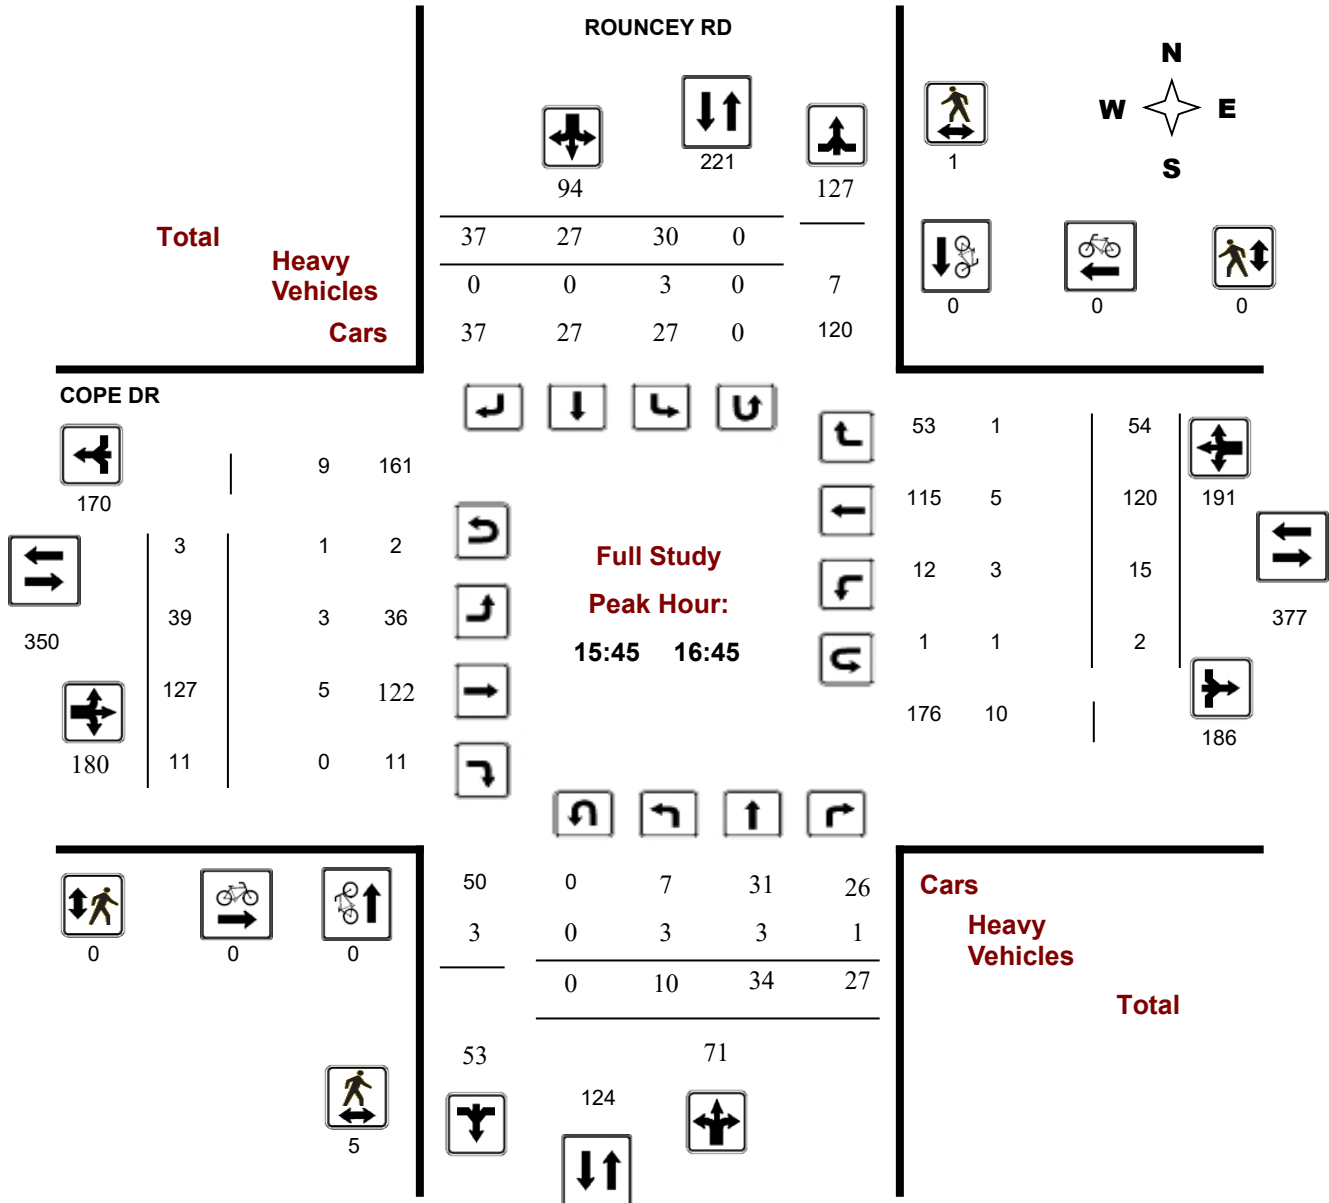 ROUNCEY RD
N
W E
S
221
1
94
127
Total
37 27 30 0
Heavy
Vehicles
0 0 3 0 7
0 0 0
Cars
37 27 27 0 120
COPE DR
53 1 54
9 161
170
115 5 120 191
3 1 2
Full Study
12 3 15
Peak Hour:
39 3 36
377
350
15:45 16:45
1 1 2
127 5 122
176 10
186
180 11 0 11
50 0 7 31 26
Cars
3 0 3 3 1
Heavy
Vehicles
0 0 0
0 10 34 27
Total
53 71
124
5